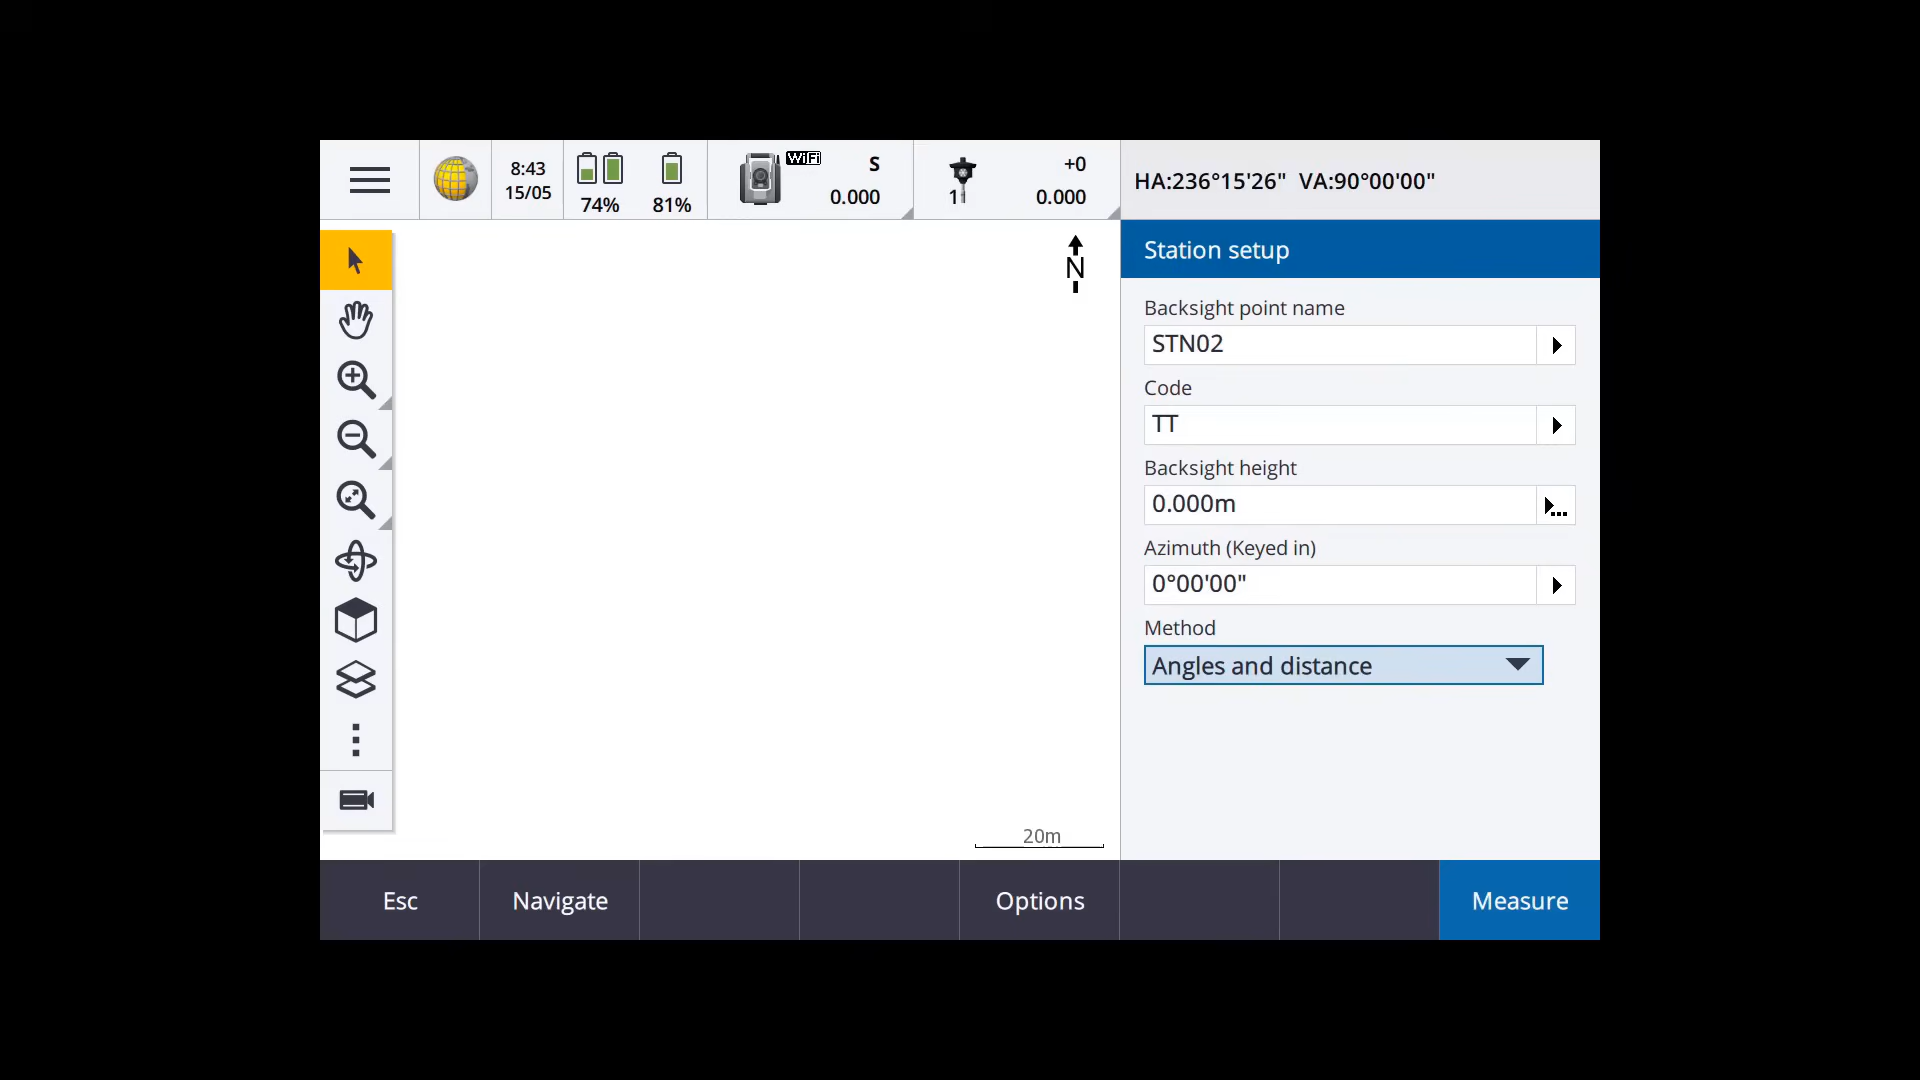 8:43
15/05
74%
81%
WiFi
S
0.000
1
+0
0.000
HA:236°15'26" VA:90°00'00"
N
Station setup
Backsight point name
STN02
Code
TT
Backsight height
0.000m
Azimuth (Keyed in)
0°00'00"
Method
Angles and distance
20m
Esc
Navigate
Options
Measure